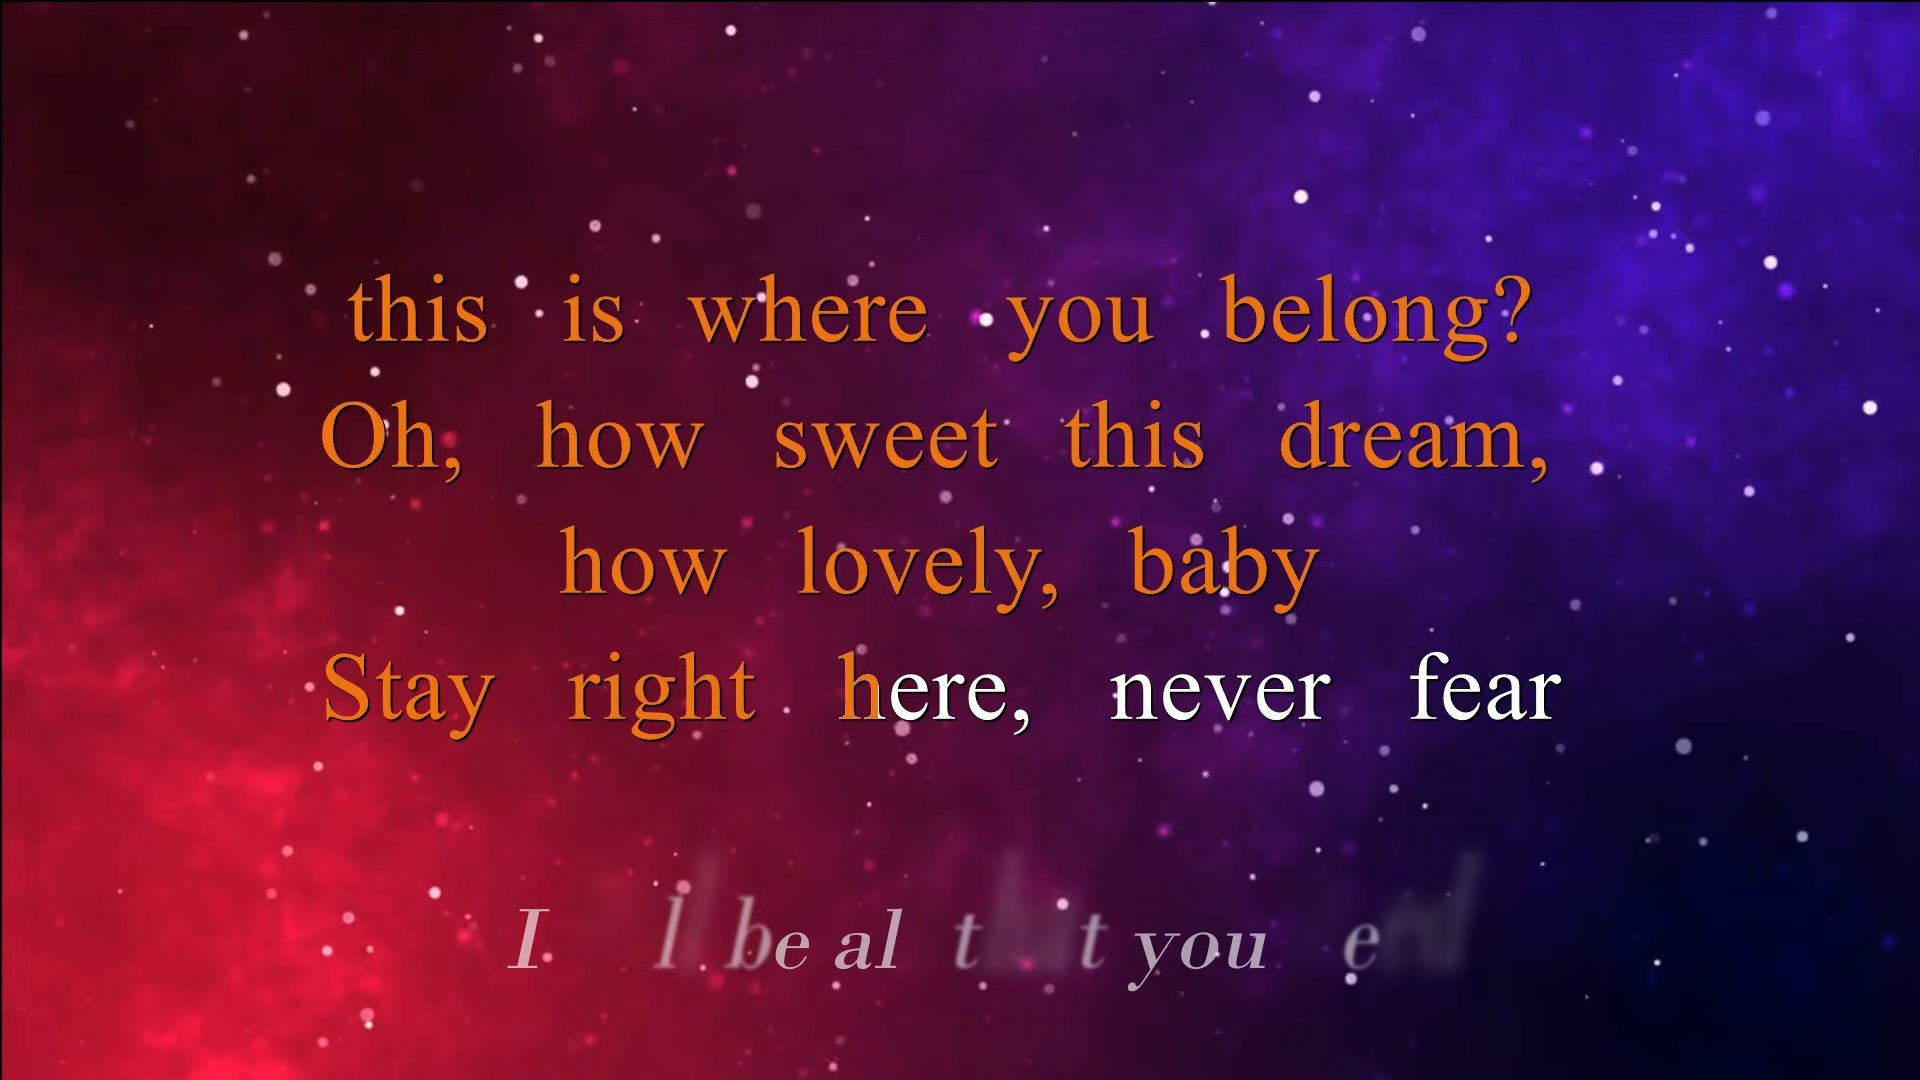 this is where you belong?
Oh, how sweet this dream,
how lovely, baby
Stay right here, never fear
I be al you